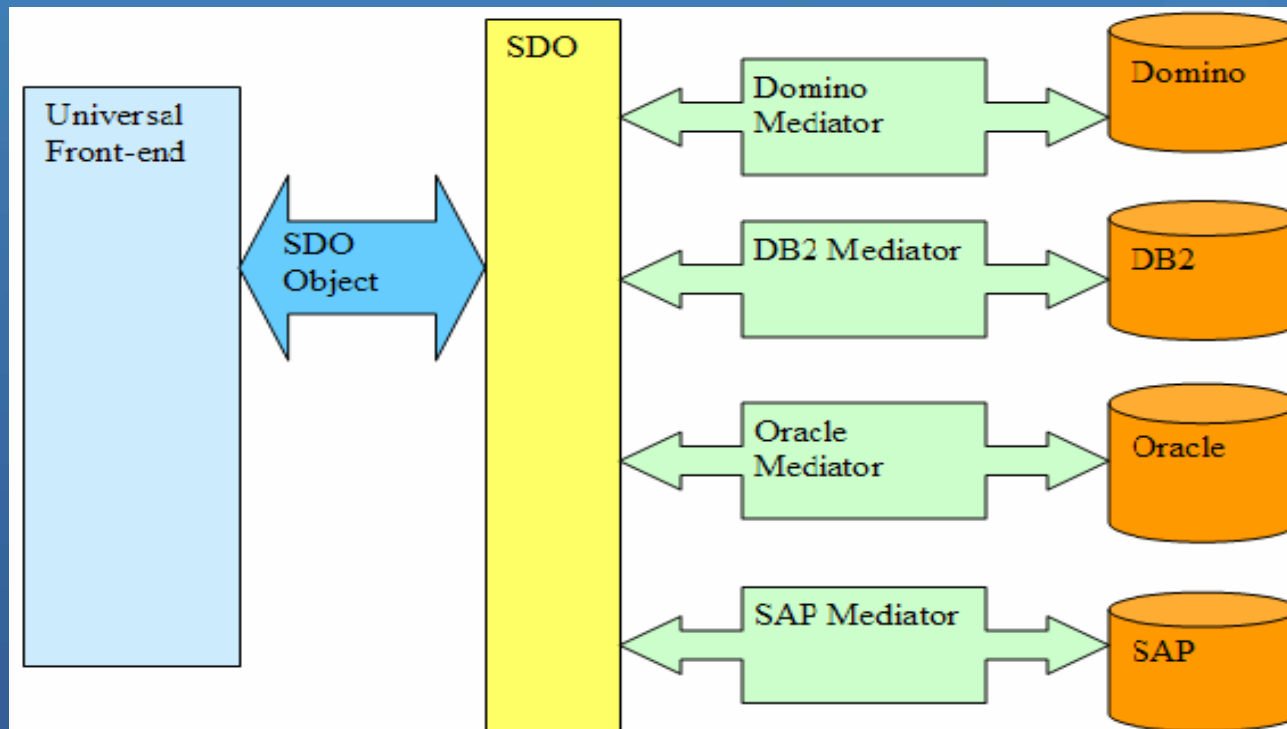 Universal
Front-end
SDO
Object
SDO
Domino
Mediator
DB2 Mediator
Oracle
Mediator
SAP Mediator
Domino
DB2
Oracle
SAP